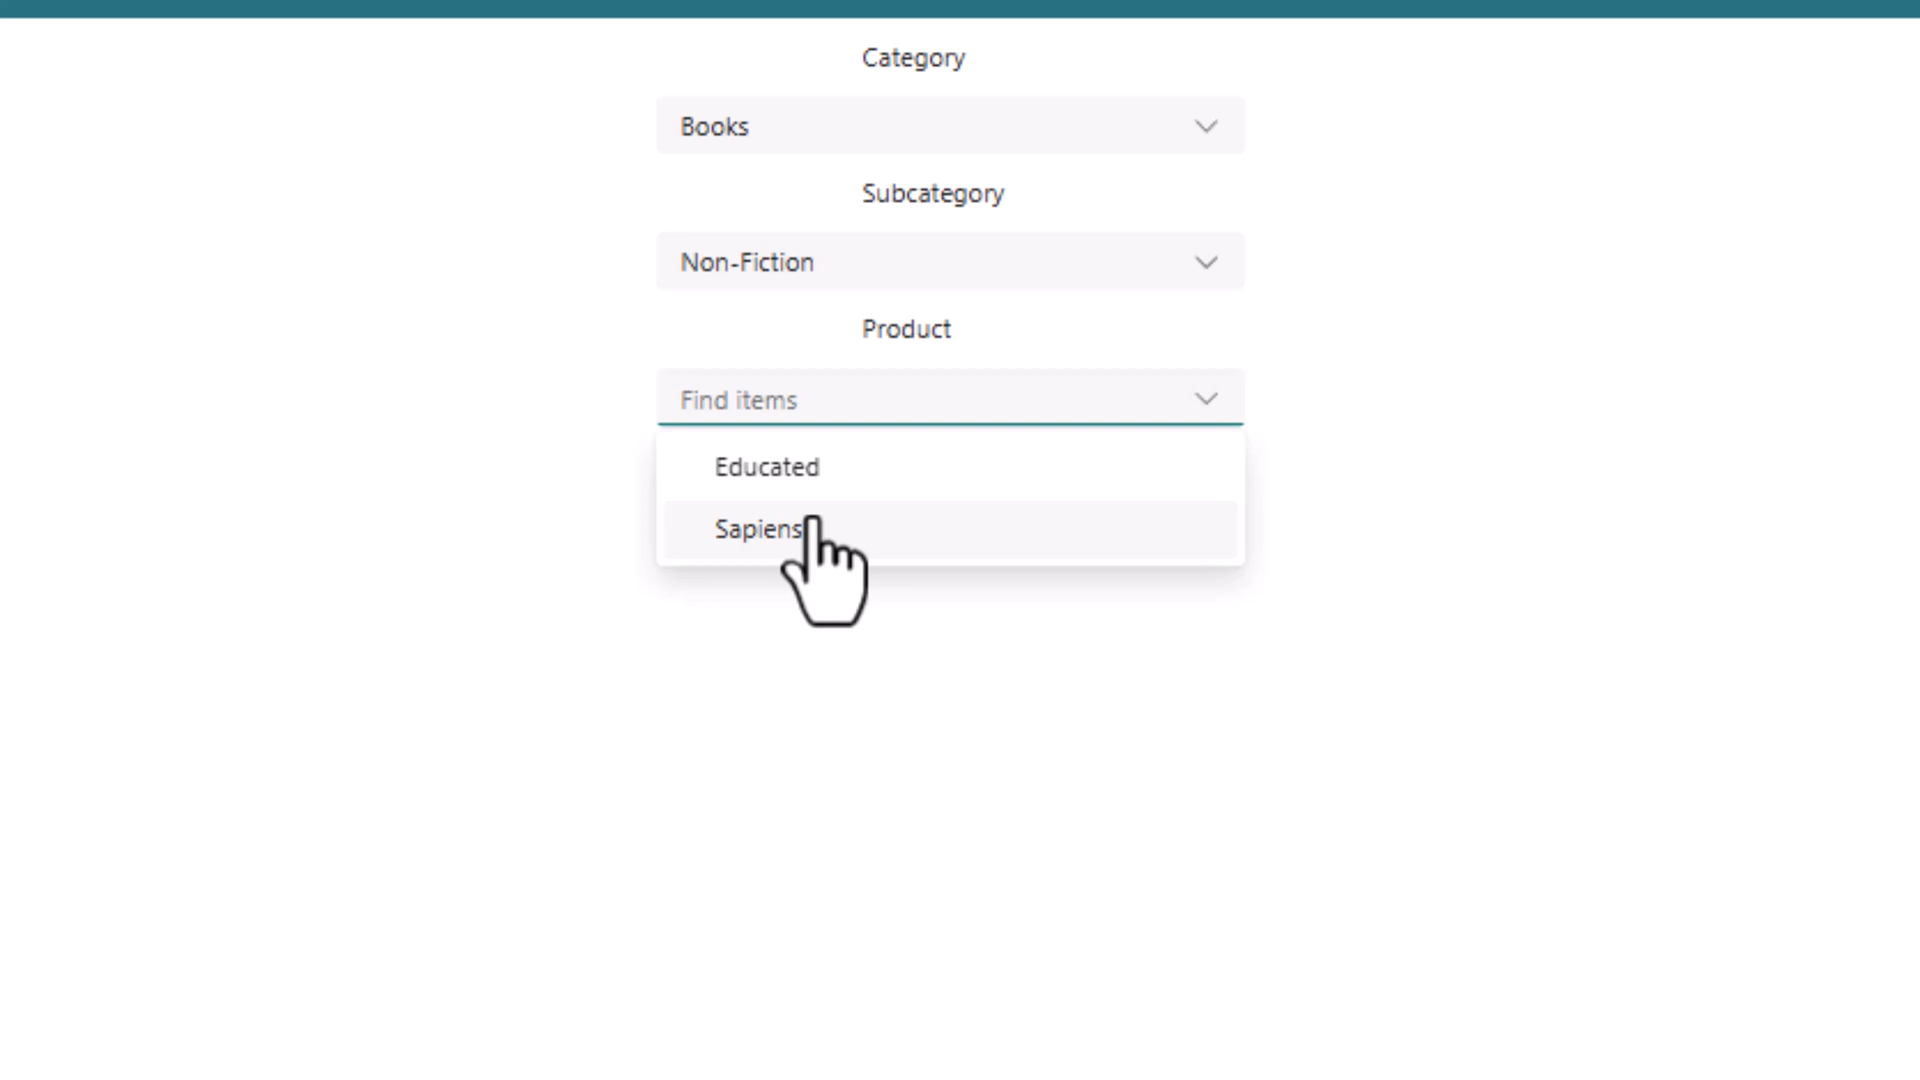 Category
Books
Subcategory
Non-Fiction
Product
Find items
Educated
Sapiens